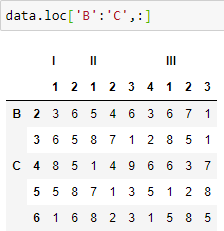 data.loc['B':'C',:]
I II III
1 2 1 2 3 4 1 2 3
B 2 3 6 5 4 6 3 6 7 1
3 6 5 8 7 1 2 8 5 1
C 4 8 5 1 4 9 6 6 3 7
5 5 8 7 1 3 5 1 2 8
6 1 6 8 2 3 1 5 8 5